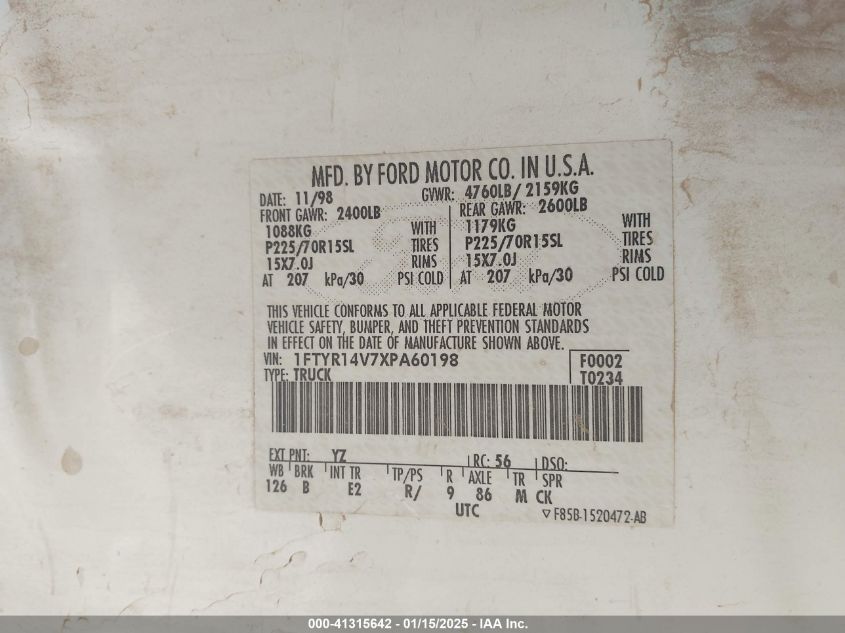 MFD. BY FORD MOTOR CO. IN U.S.A.
DATE: 11/98 GVWR: 4760LB/ 2159KG
FRONT GAWR: 2400LB REAR GAWR: 2600LB
1088KG WITH 1179KG WITH
P225/70R15SL TIRES P225/70R15SL TIRES
15X7.0J RIMS 15X7.0J RIMS
AT 207 kPa/30 PSI COLD AT 207 kPa/30 PSI COLD
THIS VEHICLE CONFORMS TO ALL APPLICABLE FEDERAL MOTOR
VEHICLE SAFETY, BUMPER, AND THEFT PREVENTION STANDARDS
IN EFFECT ON THE DATE OF MANUFACTURE SHOWN ABOVE.
VIN: 1FTYR14V7XPA60198 F0002
TYPE: TRUCK T0234
EXT PNT: YZ RC: 56 DSO:
WB BRK INT TR TP/PS R AXLE TR SPR
126 B E2 R/ 9 86 M CK
UTC ▽ F85B-1520472-AB
000-41315642 - 01/15/2025 - IAA Inc.